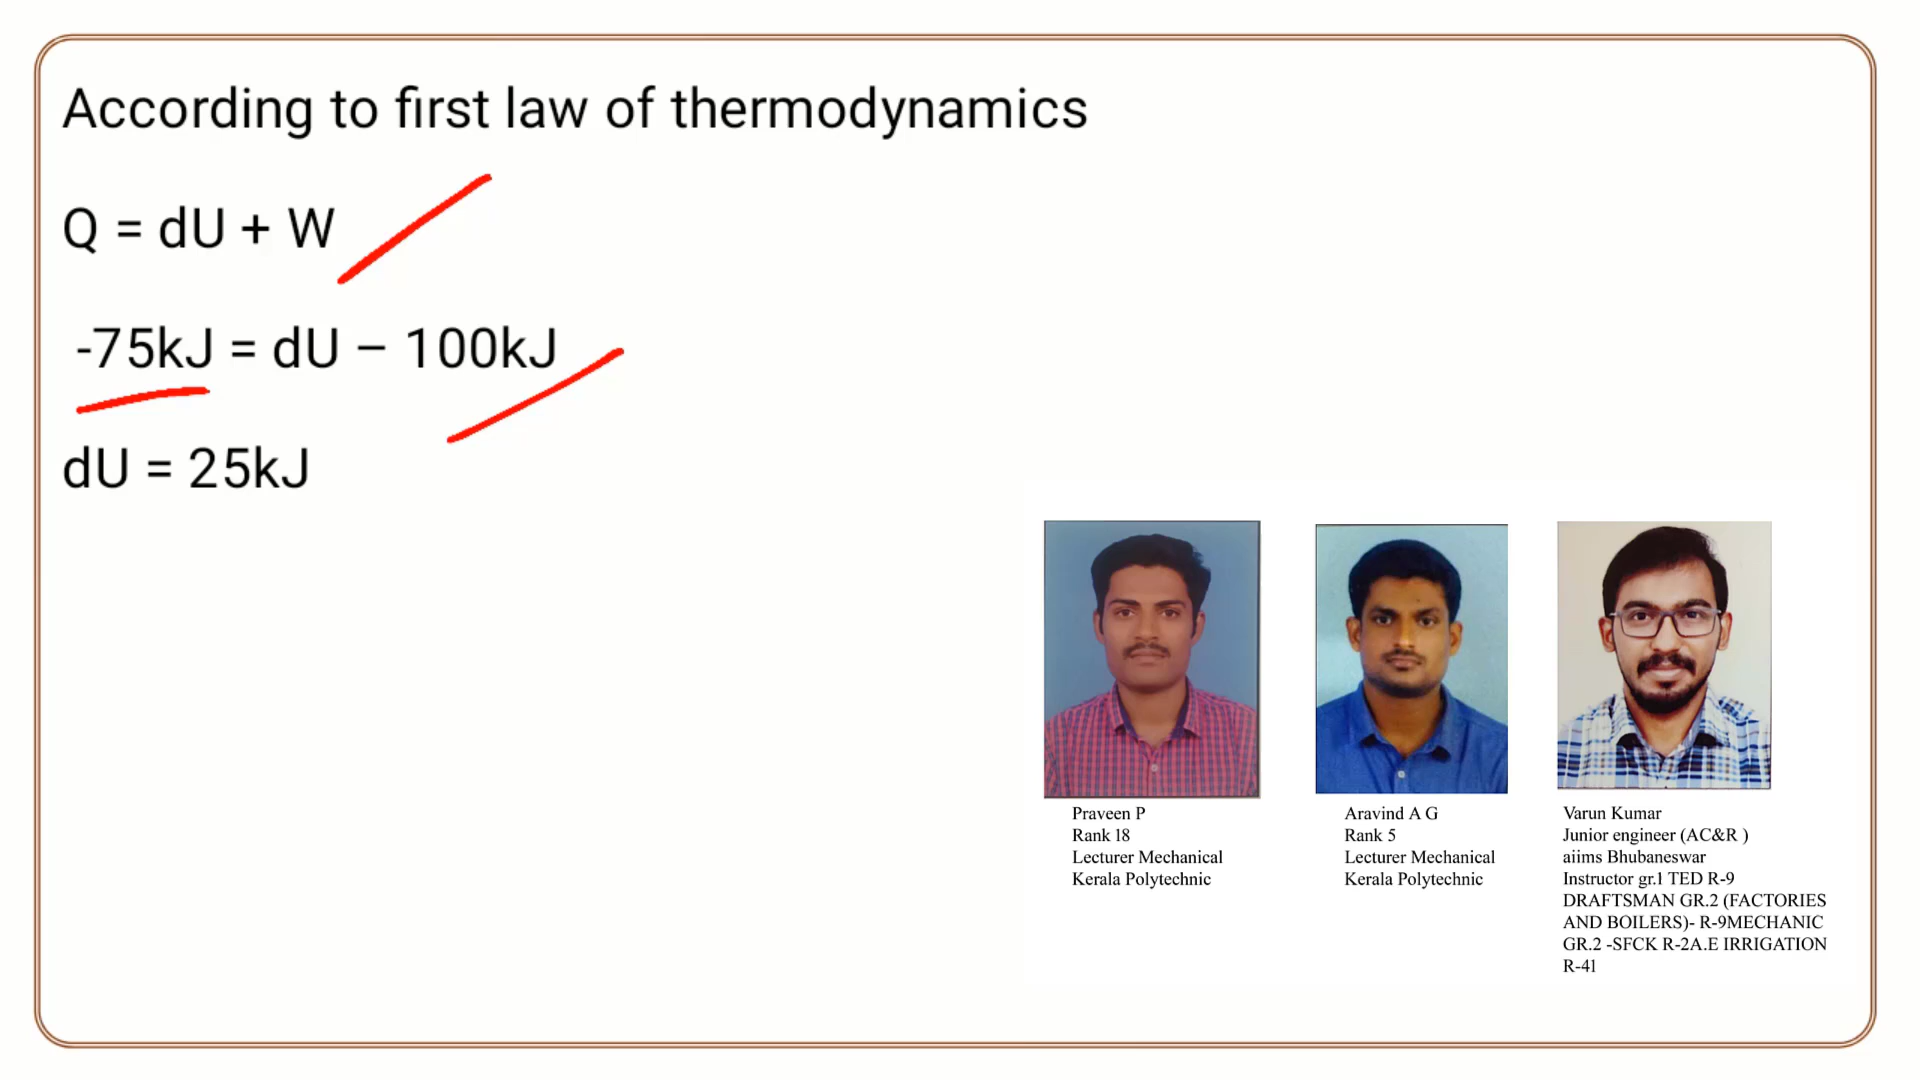 According to first law of thermodynamics
Q = dU + W
-75kJ = dU – 100kJ
dU = 25kJ
Praveen P
Rank 18
Lecturer Mechanical
Kerala Polytechnic
Aravind A G
Rank 5
Lecturer Mechanical
Kerala Polytechnic
Varun Kumar
Junior engineer (AC&R )
aiims Bhubaneswar
Instructor gr.1 TED R-9
DRAFTSMAN GR.2 (FACTORIES
AND BOILERS)- R-9MECHANIC
GR.2 -SFCK R-2A.E IRRIGATION
R-41